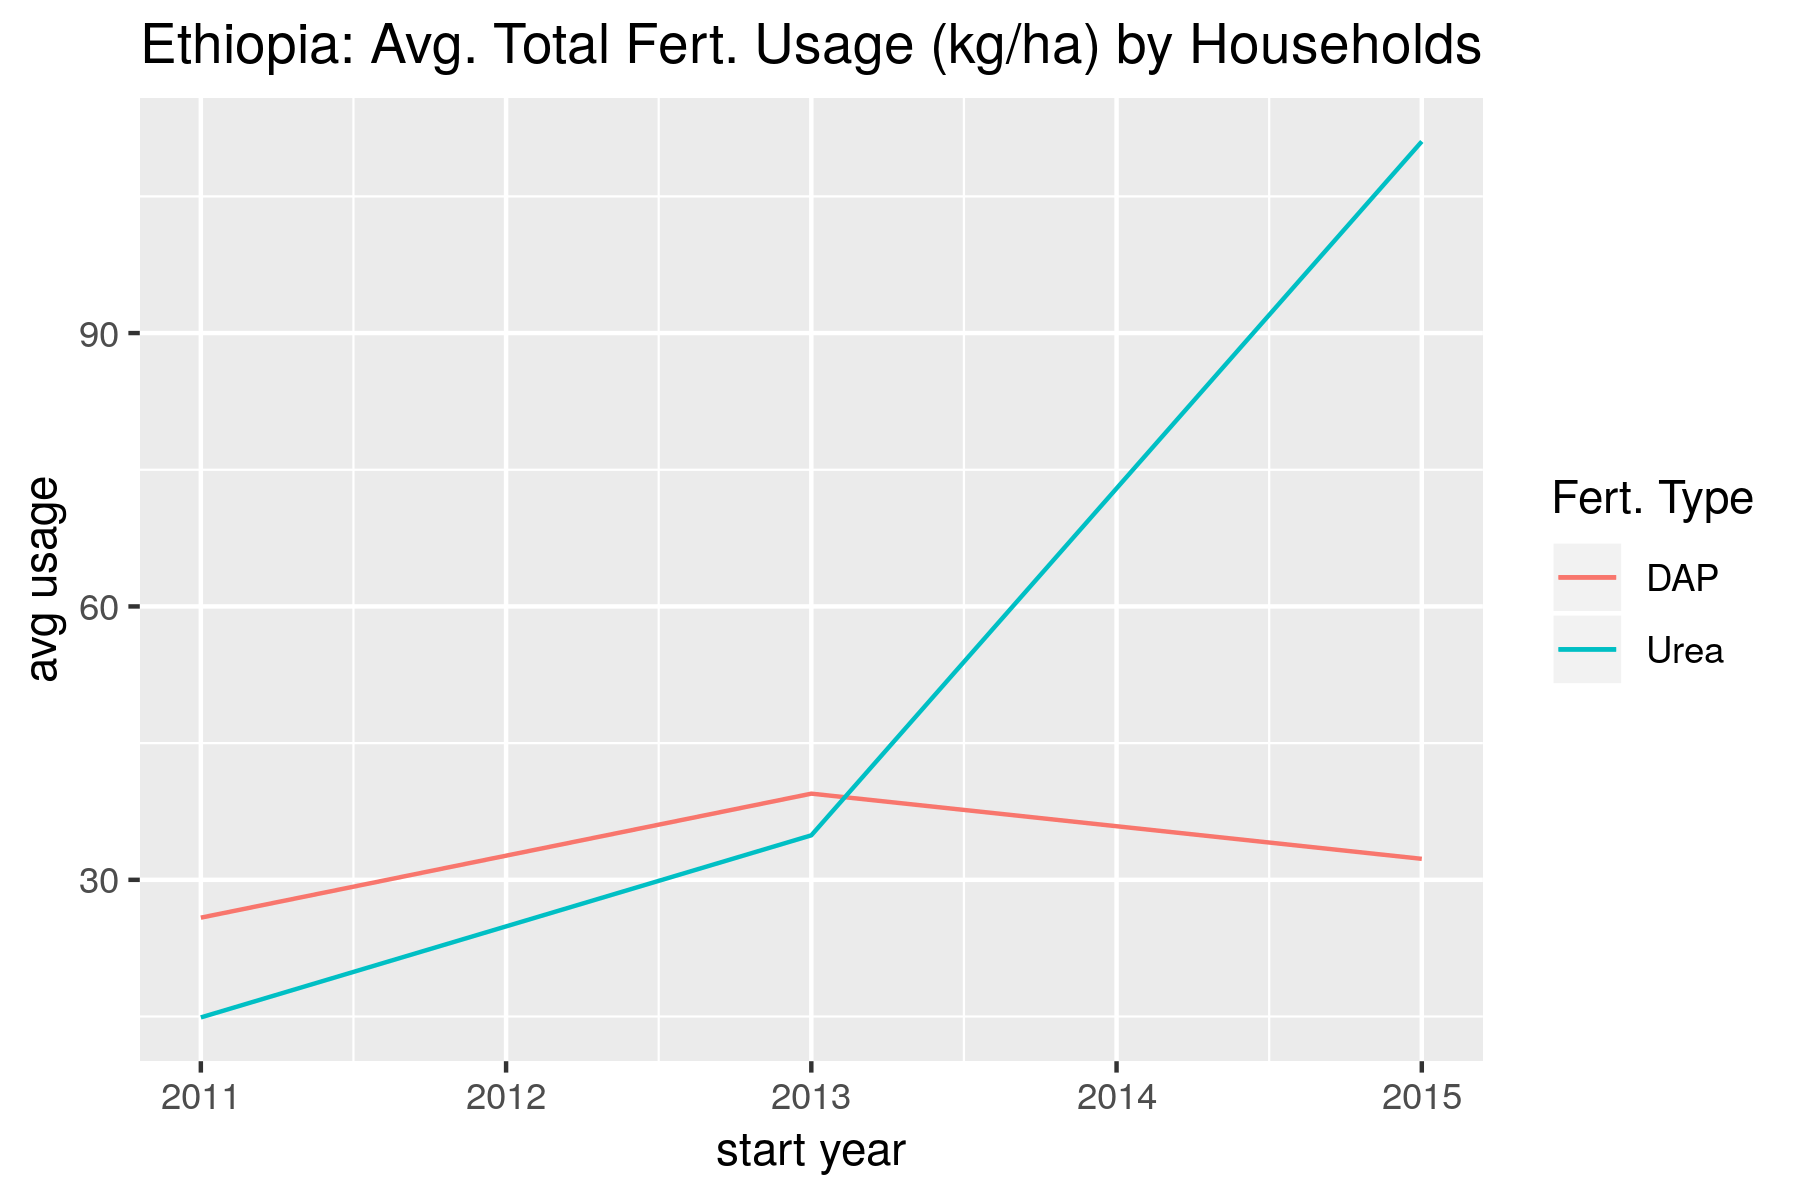 Ethiopia: Avg. Total Fert. Usage (kg/ha) by Households
avg usage
90
60
30
2011 2012 2013 2014 2015
start year
Fert. Type
DAP
Urea